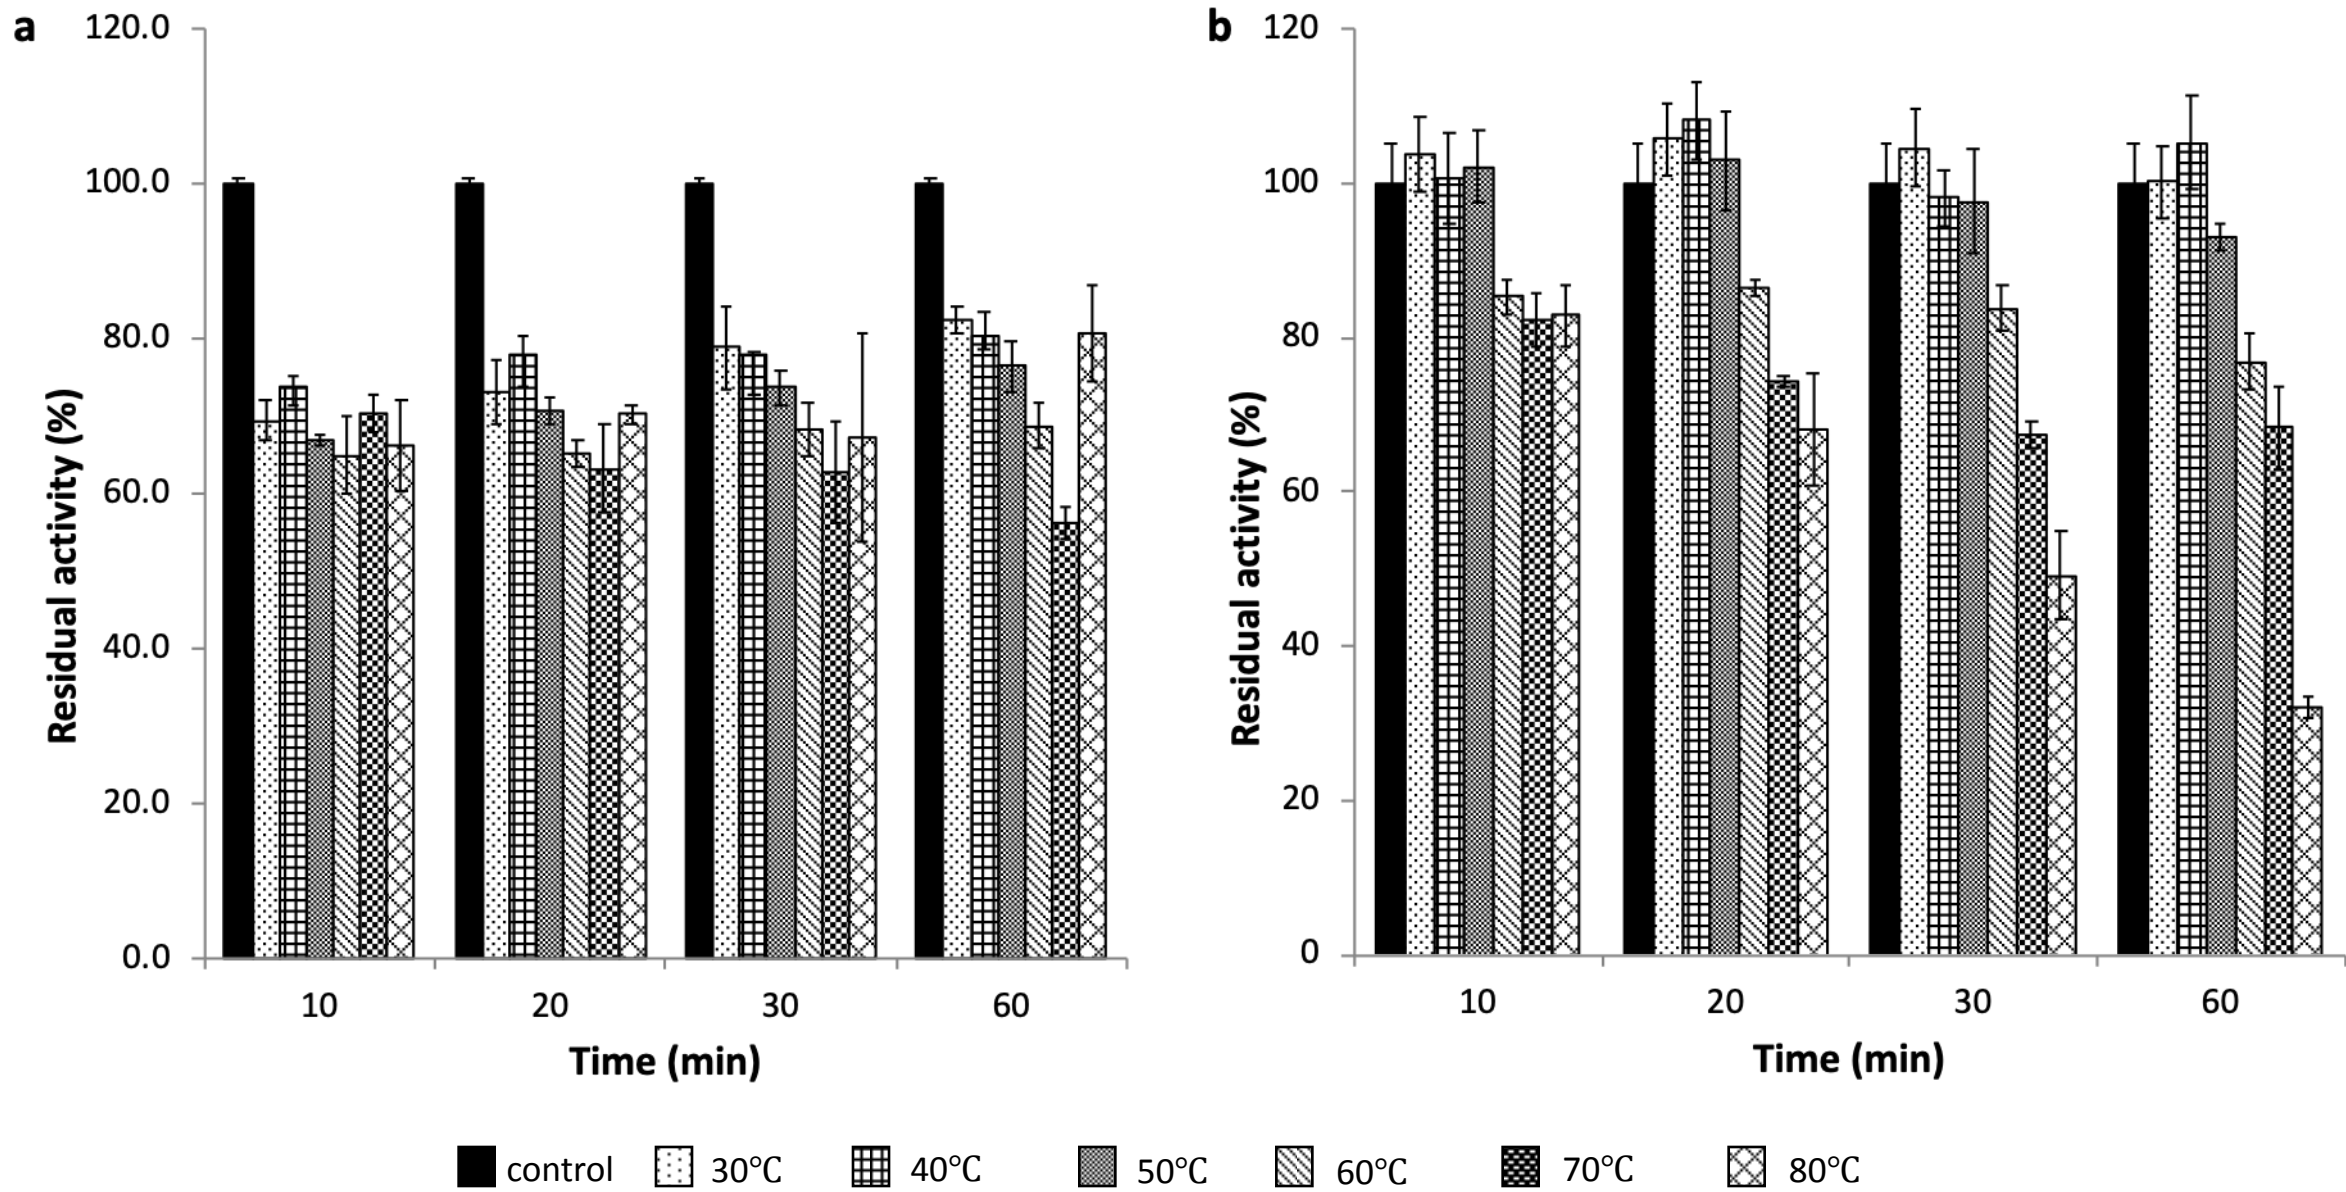 a
120.0
100.0
80.0
60.0
40.0
20.0
0.0
Residual activity (%)
10 20 30 60
Time (min)
b
120
100
80
60
40
20
0
Residual activity (%)
10 20 30 60
Time (min)
control 30℃ 40℃ 50℃ 60℃ 70℃ 80℃